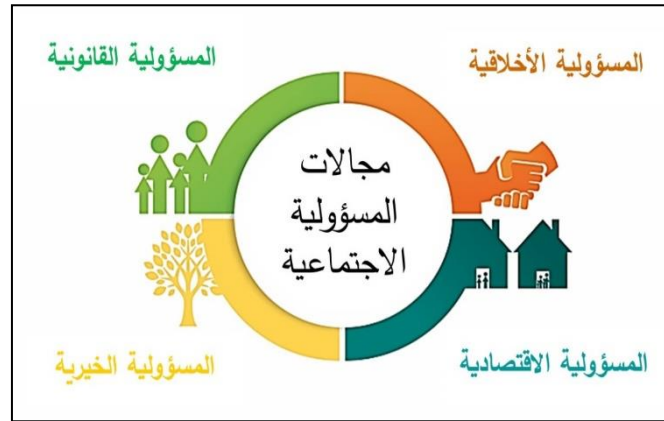 المسؤولية الأخلاقية
المسؤولية القانونية
مجالات
المسؤولية
الاجتماعية
المسؤولية الاقتصادية
المسؤولية الخيرية